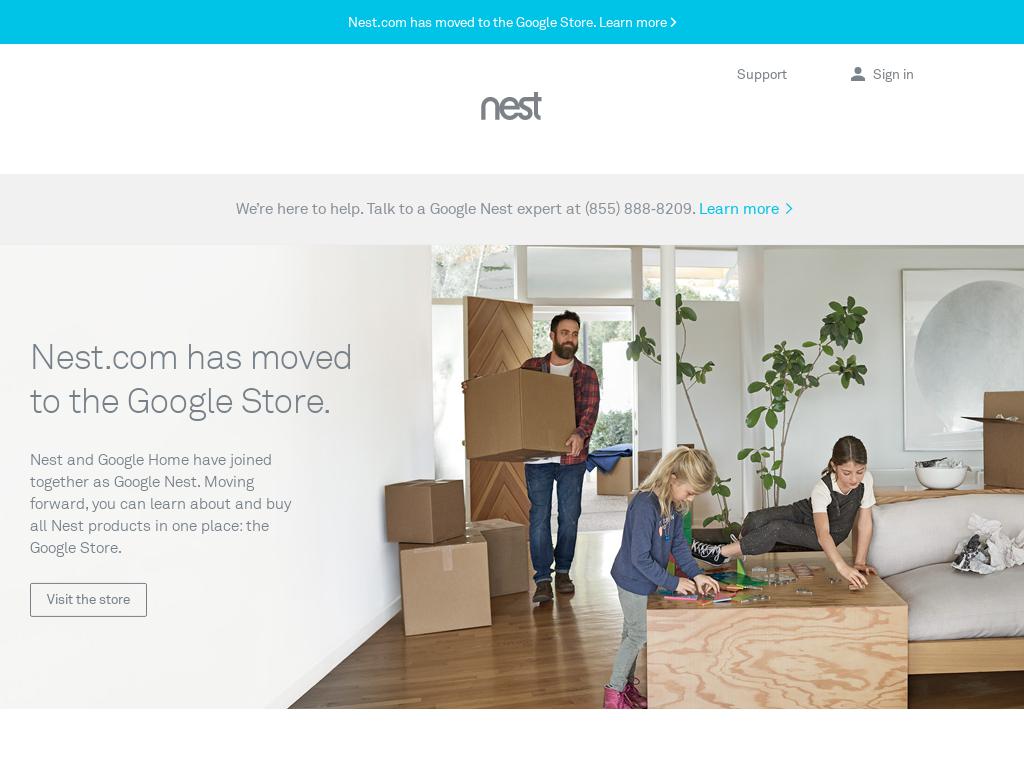 Nest.com has moved to the Google Store. Learn more
Support
Sign in
nest
We're here to help. Talk to a Google Nest expert at (855) 888-8209. Learn more
Nest.com has moved
to the Google Store.
Nest and Google Home have joined
together as Google Nest. Moving
forward, you can learn about and buy
all Nest products in one place: the
Google Store.
Visit the store